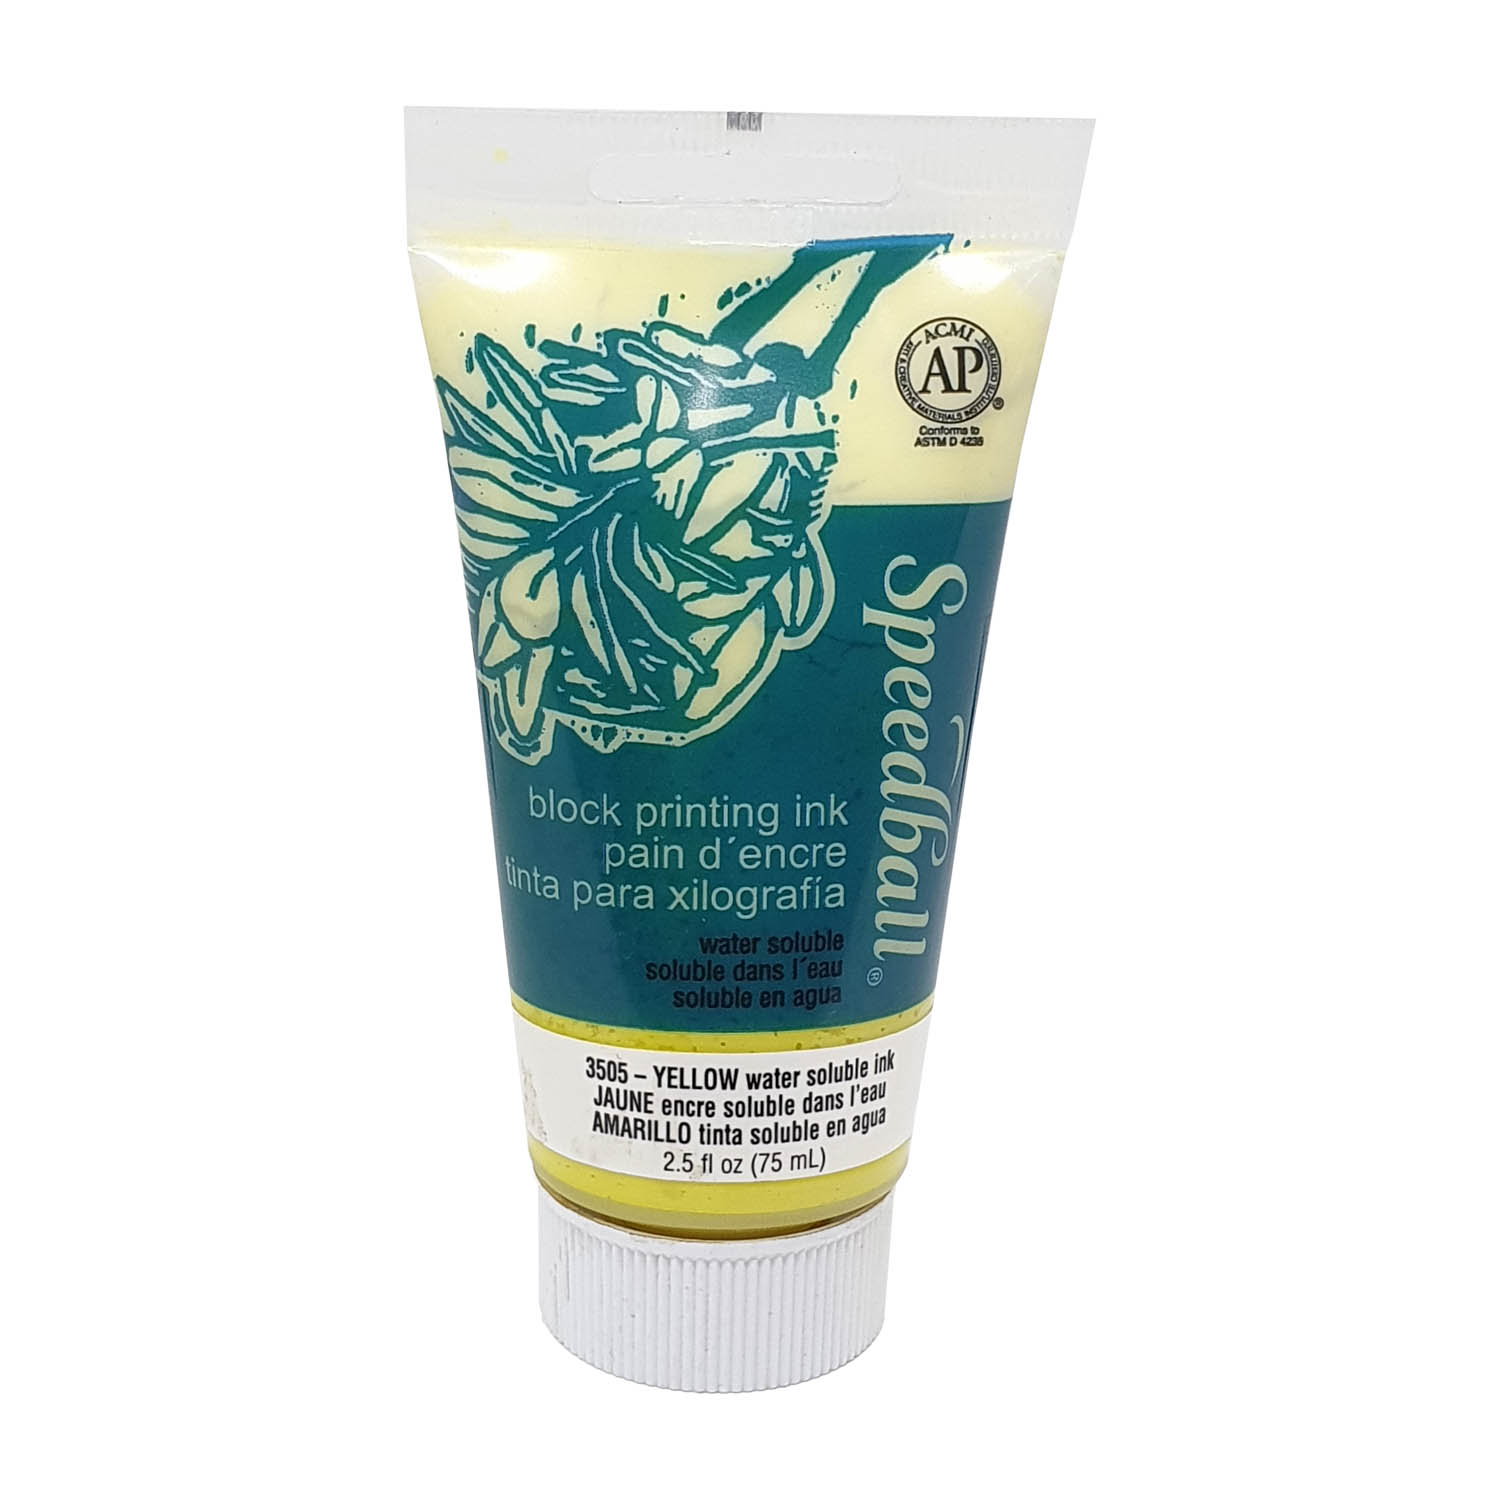 ACMI
AP
ART & CREATIVE MATERIALS INSTITUTE CERTIFIED
®
Conforms to
ASTM D 4236
Speedball®
block printing ink
pain d´encre
tinta para xilografía
water soluble
soluble dans l´eau
soluble en agua
3505 – YELLOW water soluble ink
JAUNE encre soluble dans l'eau
AMARILLO tinta soluble en agua
2.5 fl oz (75 mL)